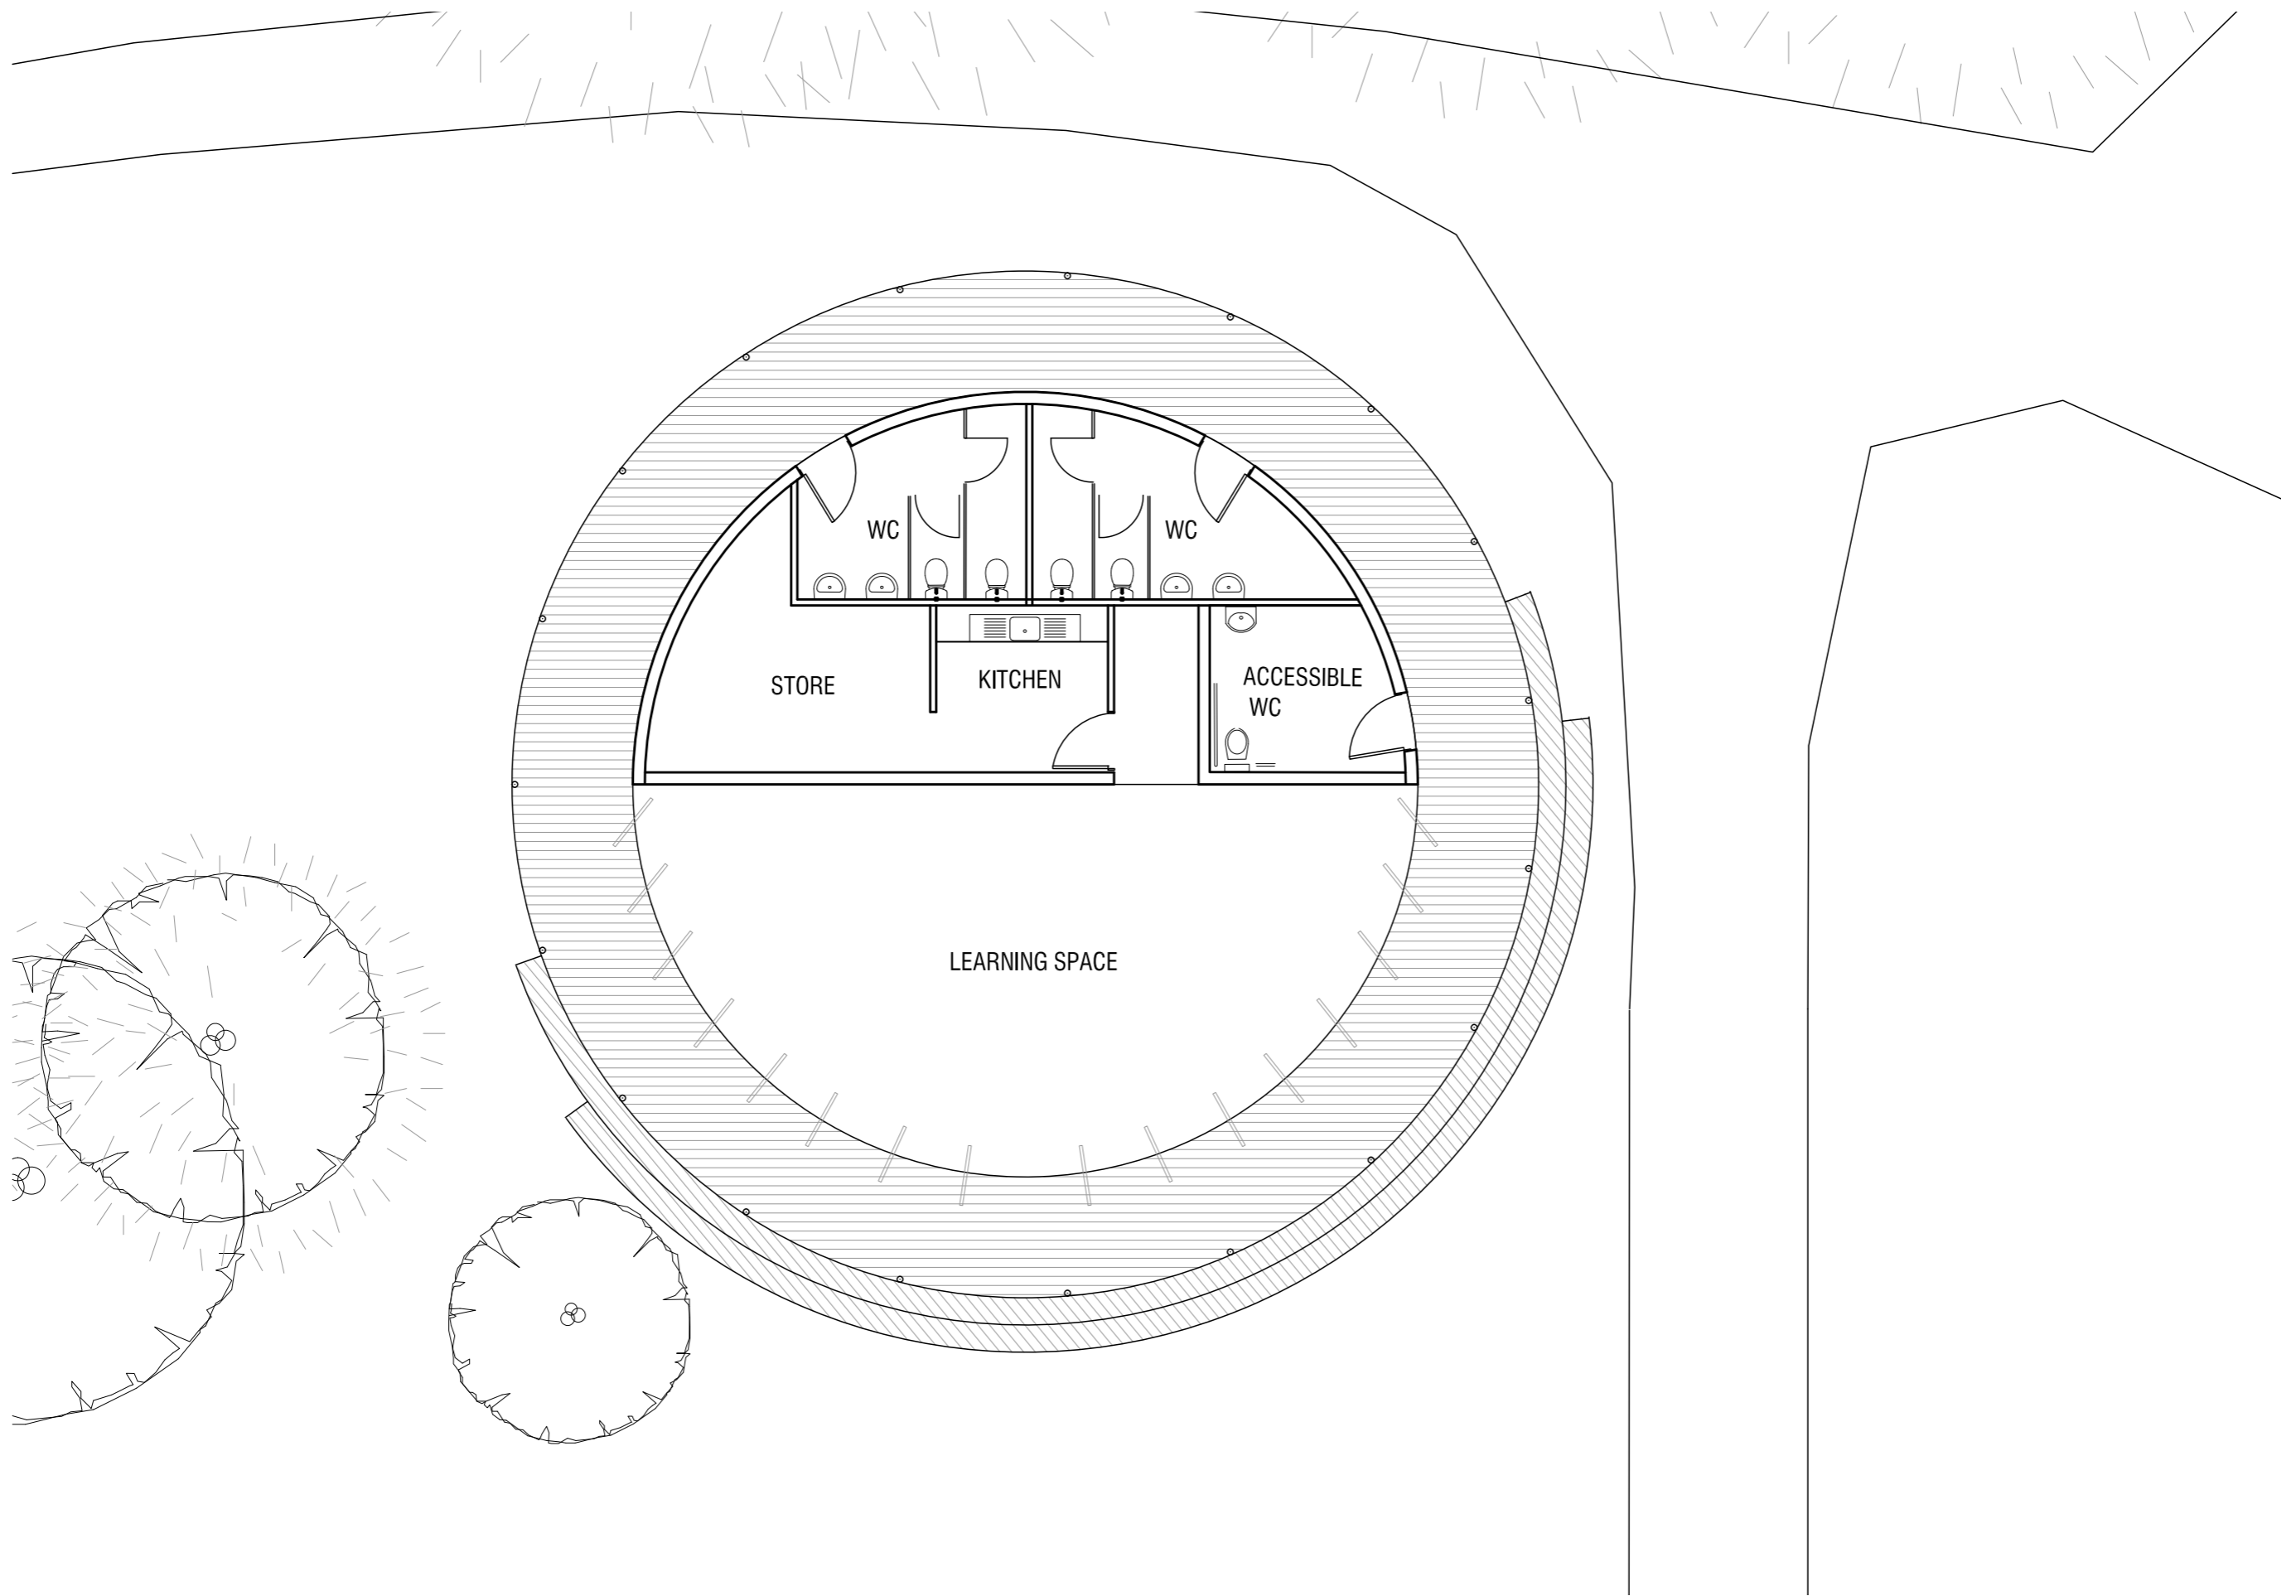 WC
WC
STORE
KITCHEN
ACCESSIBLE
WC
LEARNING SPACE